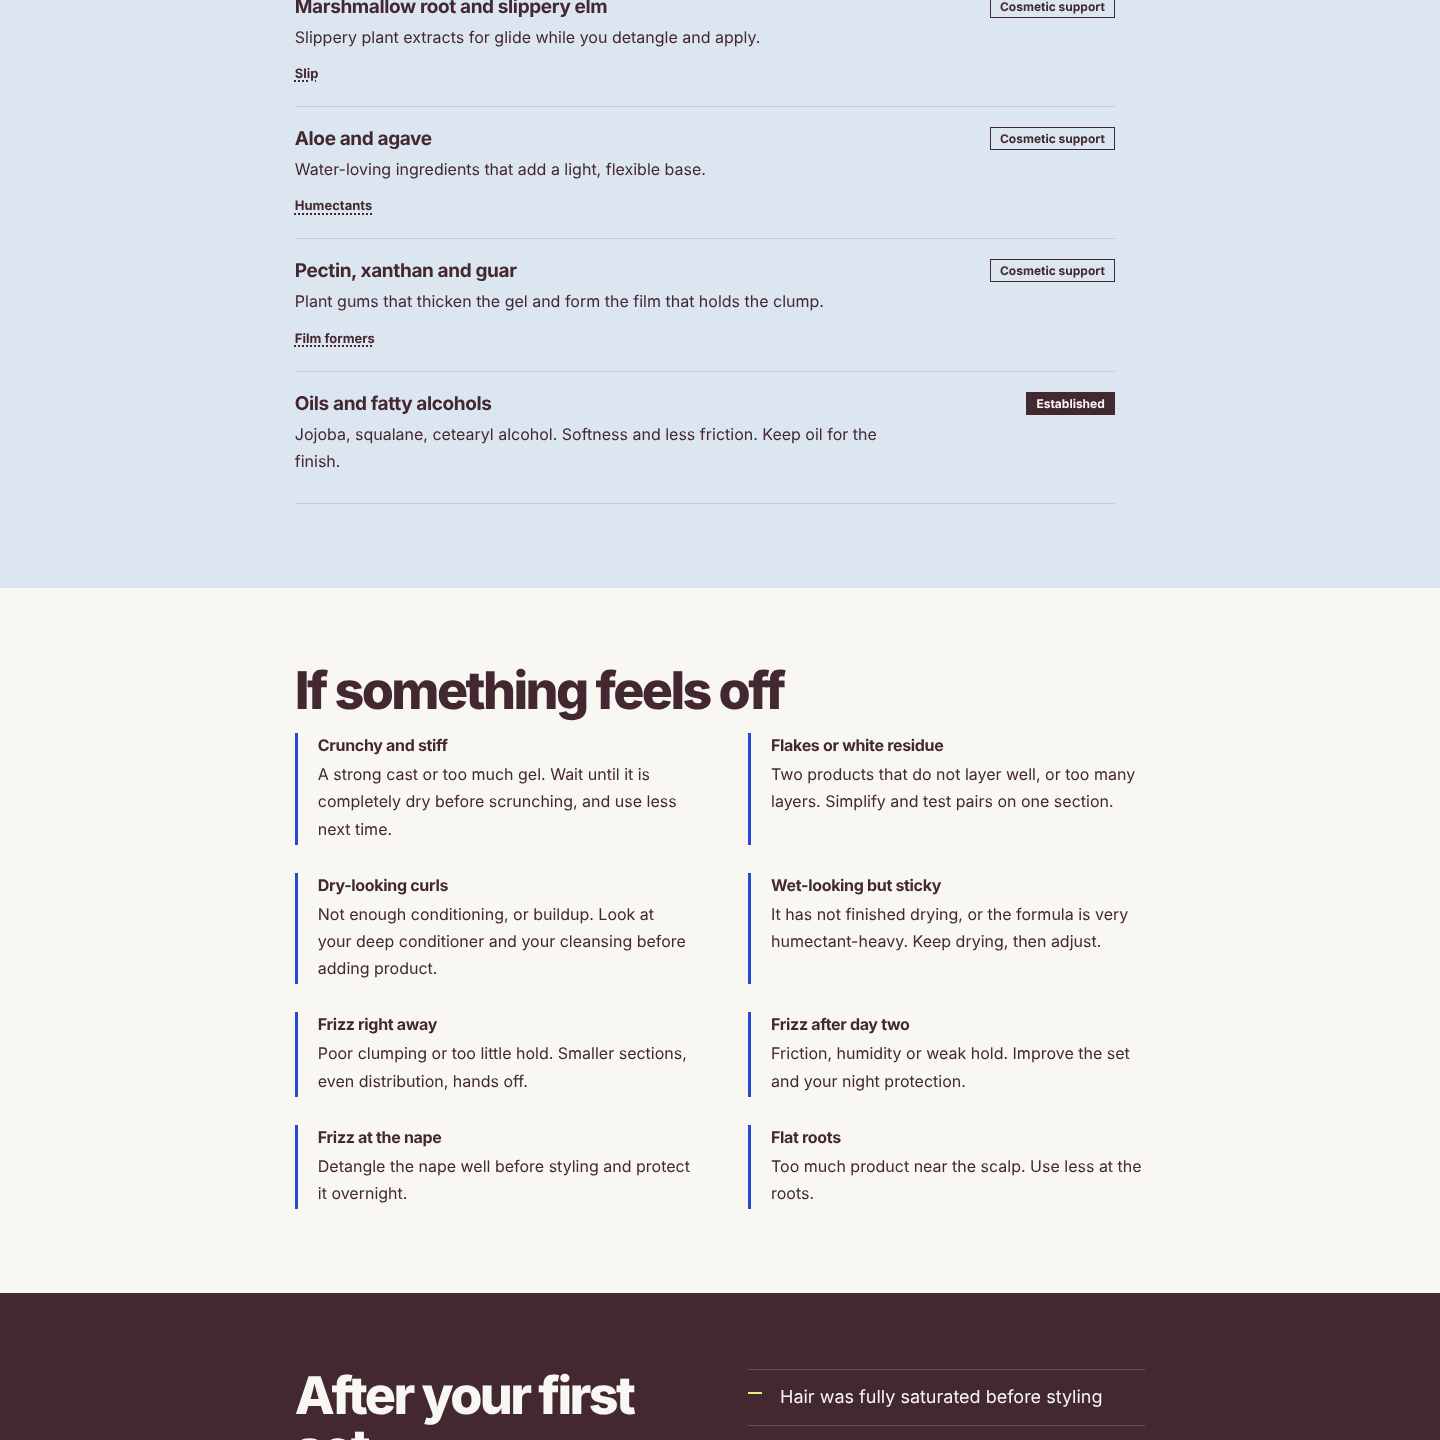 Marshmallow root and slippery elm
Cosmetic support
Slippery plant extracts for glide while you detangle and apply.
Slip
Aloe and agave
Cosmetic support
Water-loving ingredients that add a light, flexible base.
Humectants
Pectin, xanthan and guar
Cosmetic support
Plant gums that thicken the gel and form the film that holds the clump.
Film formers
Oils and fatty alcohols
Established
Jojoba, squalane, cetearyl alcohol. Softness and less friction. Keep oil for the
finish.
If something feels off
Crunchy and stiff
A strong cast or too much gel. Wait until it is
completely dry before scrunching, and use less
next time.
Flakes or white residue
Two products that do not layer well, or too many
layers. Simplify and test pairs on one section.
Dry-looking curls
Not enough conditioning, or buildup. Look at
your deep conditioner and your cleansing before
adding product.
Wet-looking but sticky
It has not finished drying, or the formula is very
humectant-heavy. Keep drying, then adjust.
Frizz right away
Poor clumping or too little hold. Smaller sections,
even distribution, hands off.
Frizz after day two
Friction, humidity or weak hold. Improve the set
and your night protection.
Frizz at the nape
Detangle the nape well before styling and protect
it overnight.
Flat roots
Too much product near the scalp. Use less at the
roots.
After your first
Hair was fully saturated before styling